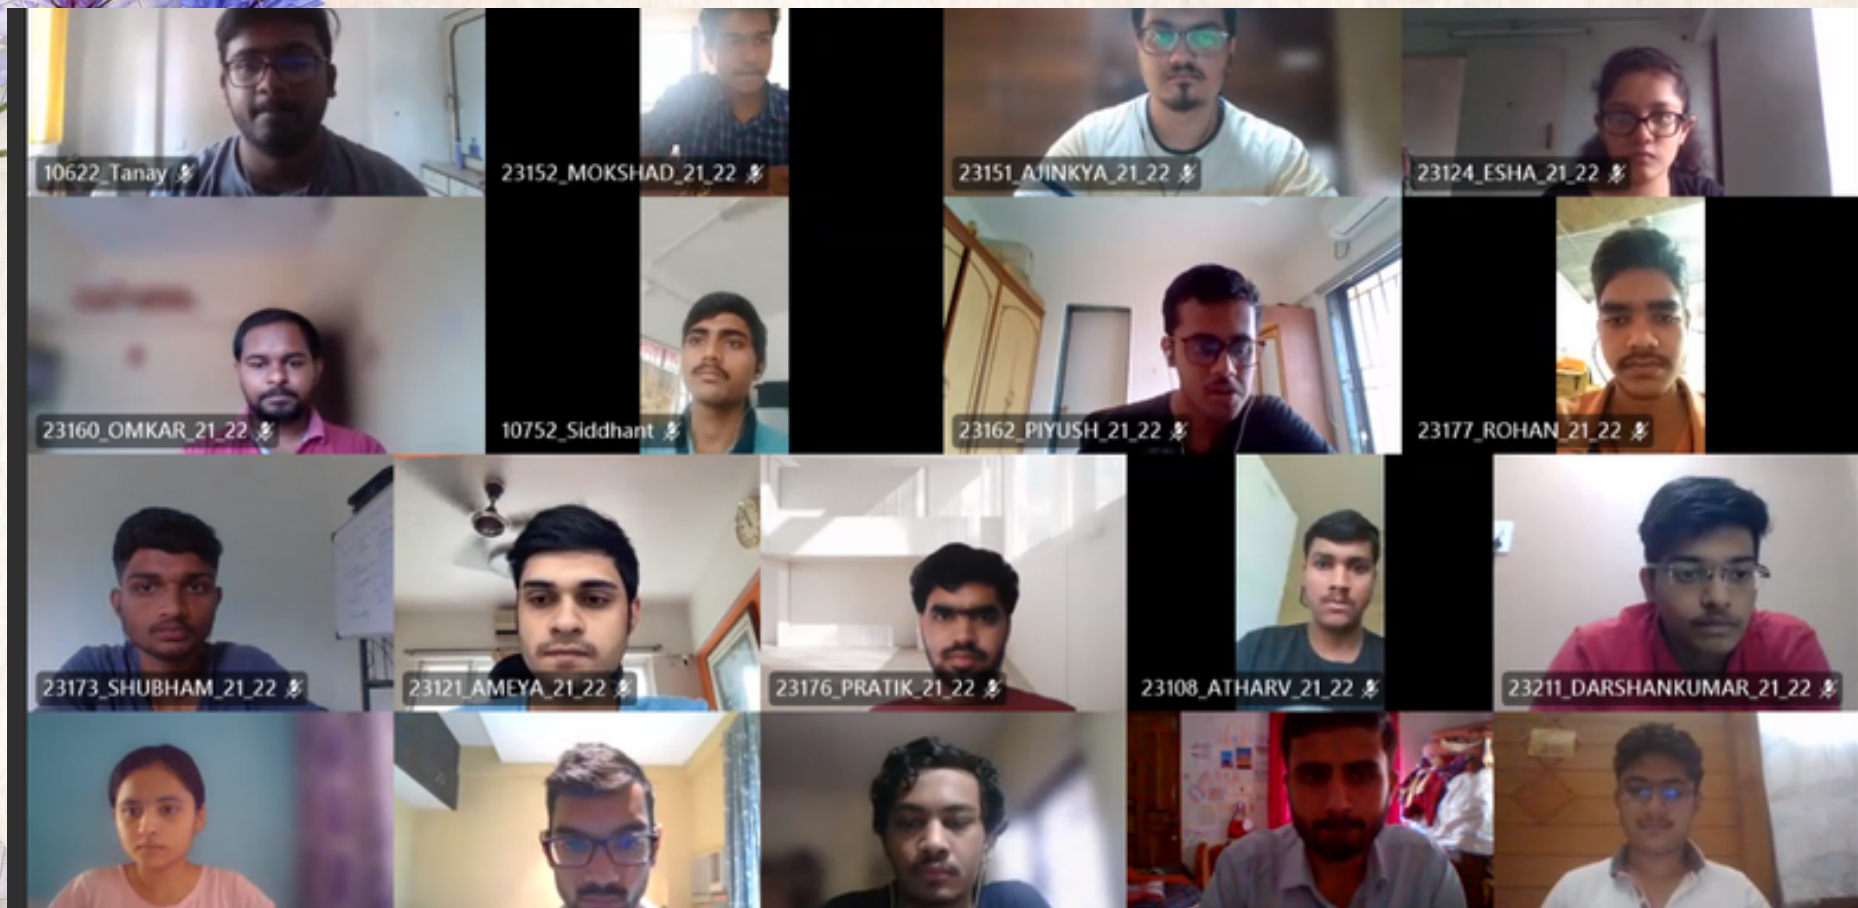 10622_Tanay
23152_MOKSHAD_21_22
23151_AJINKYA_21_22
23124_ESHA_21_22
23160_OMKAR_21_22
10752_Siddhant
23162_PIYUSH_21_22
23177_ROHAN_21_22
23173_SHUBHAM_21_22
23121_AMEYA_21_22
23176_PRATIK_21_22
23108_ATHARV_21_22
23211_DARSHANKUMAR_21_22